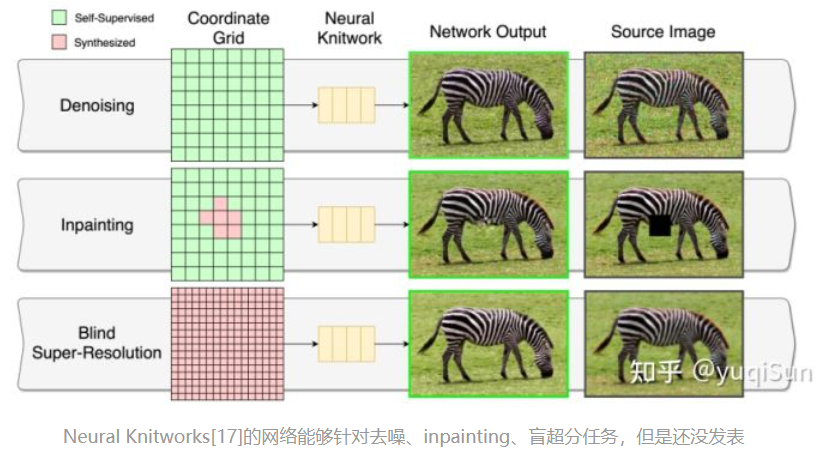 Self-Supervised
Synthesized
Coordinate
Grid
Neural
Knitwork
Network Output
Source Image
Denoising
Inpainting
Blind
Super-Resolution
知乎 @yuqiSun
Neural Knitworks[17]的网络能够针对去噪、inpainting、盲超分任务，但是还没发表